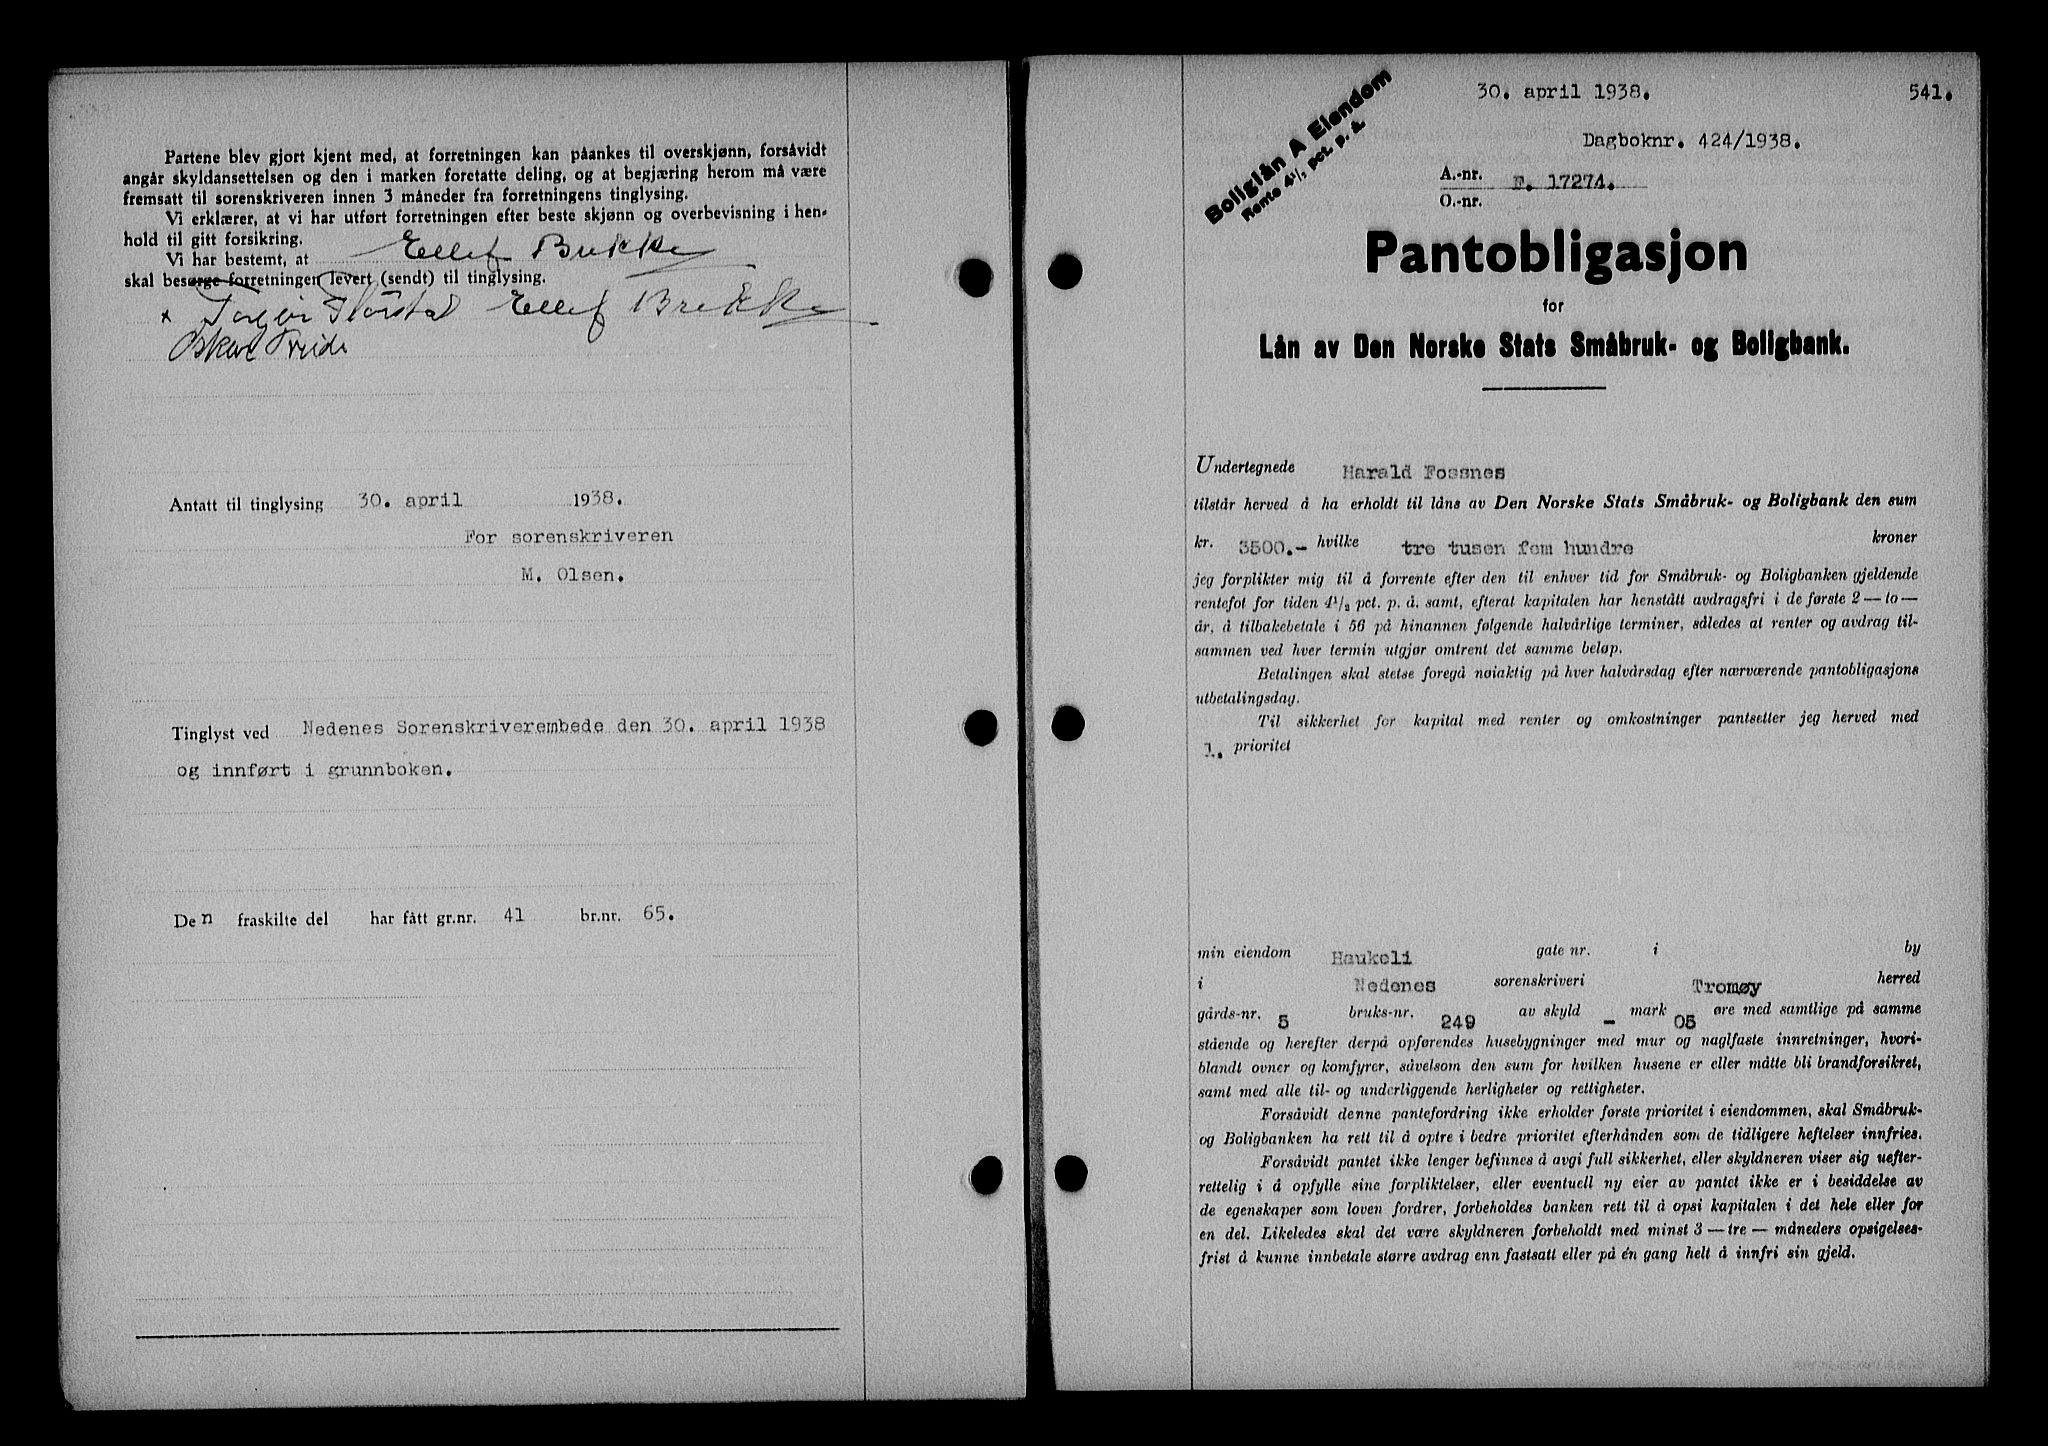 Partene blev gjort kjent med, at forretningen kan påankes til overskjønn, forsåvidt
angår skyldansettelsen og den i marken foretatte deling, og at begjæring herom må være
fremsatt til sorenskriveren innen 3 måneder fra forretningens tinglysing.
Vi erklærer, at vi har utført forretningen efter beste skjønn og overbevisning i hen-
hold til gitt forsikring.
Vi har bestemt, at Ellef Brekke
skal besørge forretningen levert (sendt) til tinglysing.
Ellef Brekke
Oskar
Antatt til tinglysing 30. april 1938.
For sorenskriveren
M. Olsen.
Tinglyst ved Nedenes Sorenskriverembede den 30. april 1938
og innført i grunnboken.
Den fraskilte del har fått gr.nr. 41 br.nr. 65.
30. april 1938. 541.
Dagboknr. 424/1938.
Boliglån A Eiendom
Rente 4½ pct. p. å.
A.-nr. F. 17274.
O.-nr.
Pantobligasjon
for
Lån av Den Norske Stats Småbruk- og Boligbank.
Undertegnede Harald Fossnes
tilstår herved å ha erholdt til låns av Den Norske Stats Småbruk- og Boligbank den sum
kr. 3500.- hvilke tre tusen fem hundre kroner
jeg forplikter mig til å forrente efter den til enhver tid for Småbruk- og Boligbanken gjeldende
rentefot for tiden 4½ pct. p. å. samt, efterat kapitalen har henstått avdragsfri i de første 2 — to —
år, å tilbakebetale i 56 på hinannen følgende halvårlige terminer, således at renter og avdrag til-
sammen ved hver termin utgjør omtrent det samme beløp.
Betalingen skal stetse foregå nøiaktig på hver halvårsdag efter nærværende pantobligasjons
utbetalingsdag.
Til sikkerhet for kapital med renter og omkostninger pantsetter jeg herved med
1. prioritet
min eiendom Haukeli gate nr. i by
i Nedenes sorenskriveri Tromøy herred
gårds-nr. 5 bruks-nr. 249 av skyld - mark 05 øre med samtlige på samme
stående og herefter derpå opførendes husebygninger med mur og naglfaste innretninger, hvori-
blandt ovner og komfyrer, såvelsom den sum for hvilken husene er eller måtte bli brandforsikret,
samt med alle til- og underliggende herligheter og rettigheter.
Forsåvidt denne pantefordring ikke erholder første prioritet i eiendommen, skal Småbruk-
og Boligbanken ha rett til å optre i bedre prioritet efterhånden som de tidligere heftelser innfries.
Forsåvidt pantet ikke lenger befinnes å avgi full sikkerhet, eller skyldneren viser sig uefter-
rettelig i å opfylle sine forpliktelser, eller eventuell ny eier av pantet ikke er i besiddelse av
de egenskaper som loven fordrer, forbeholdes banken rett til å opsi kapitalen i det hele eller for
en del. Likeledes skal det være skyldneren forbeholdt med minst 3 — tre — måneders opsigelses-
frist å kunne innbetale større avdrag enn fastsatt eller på én gang helt å innfri sin gjeld.